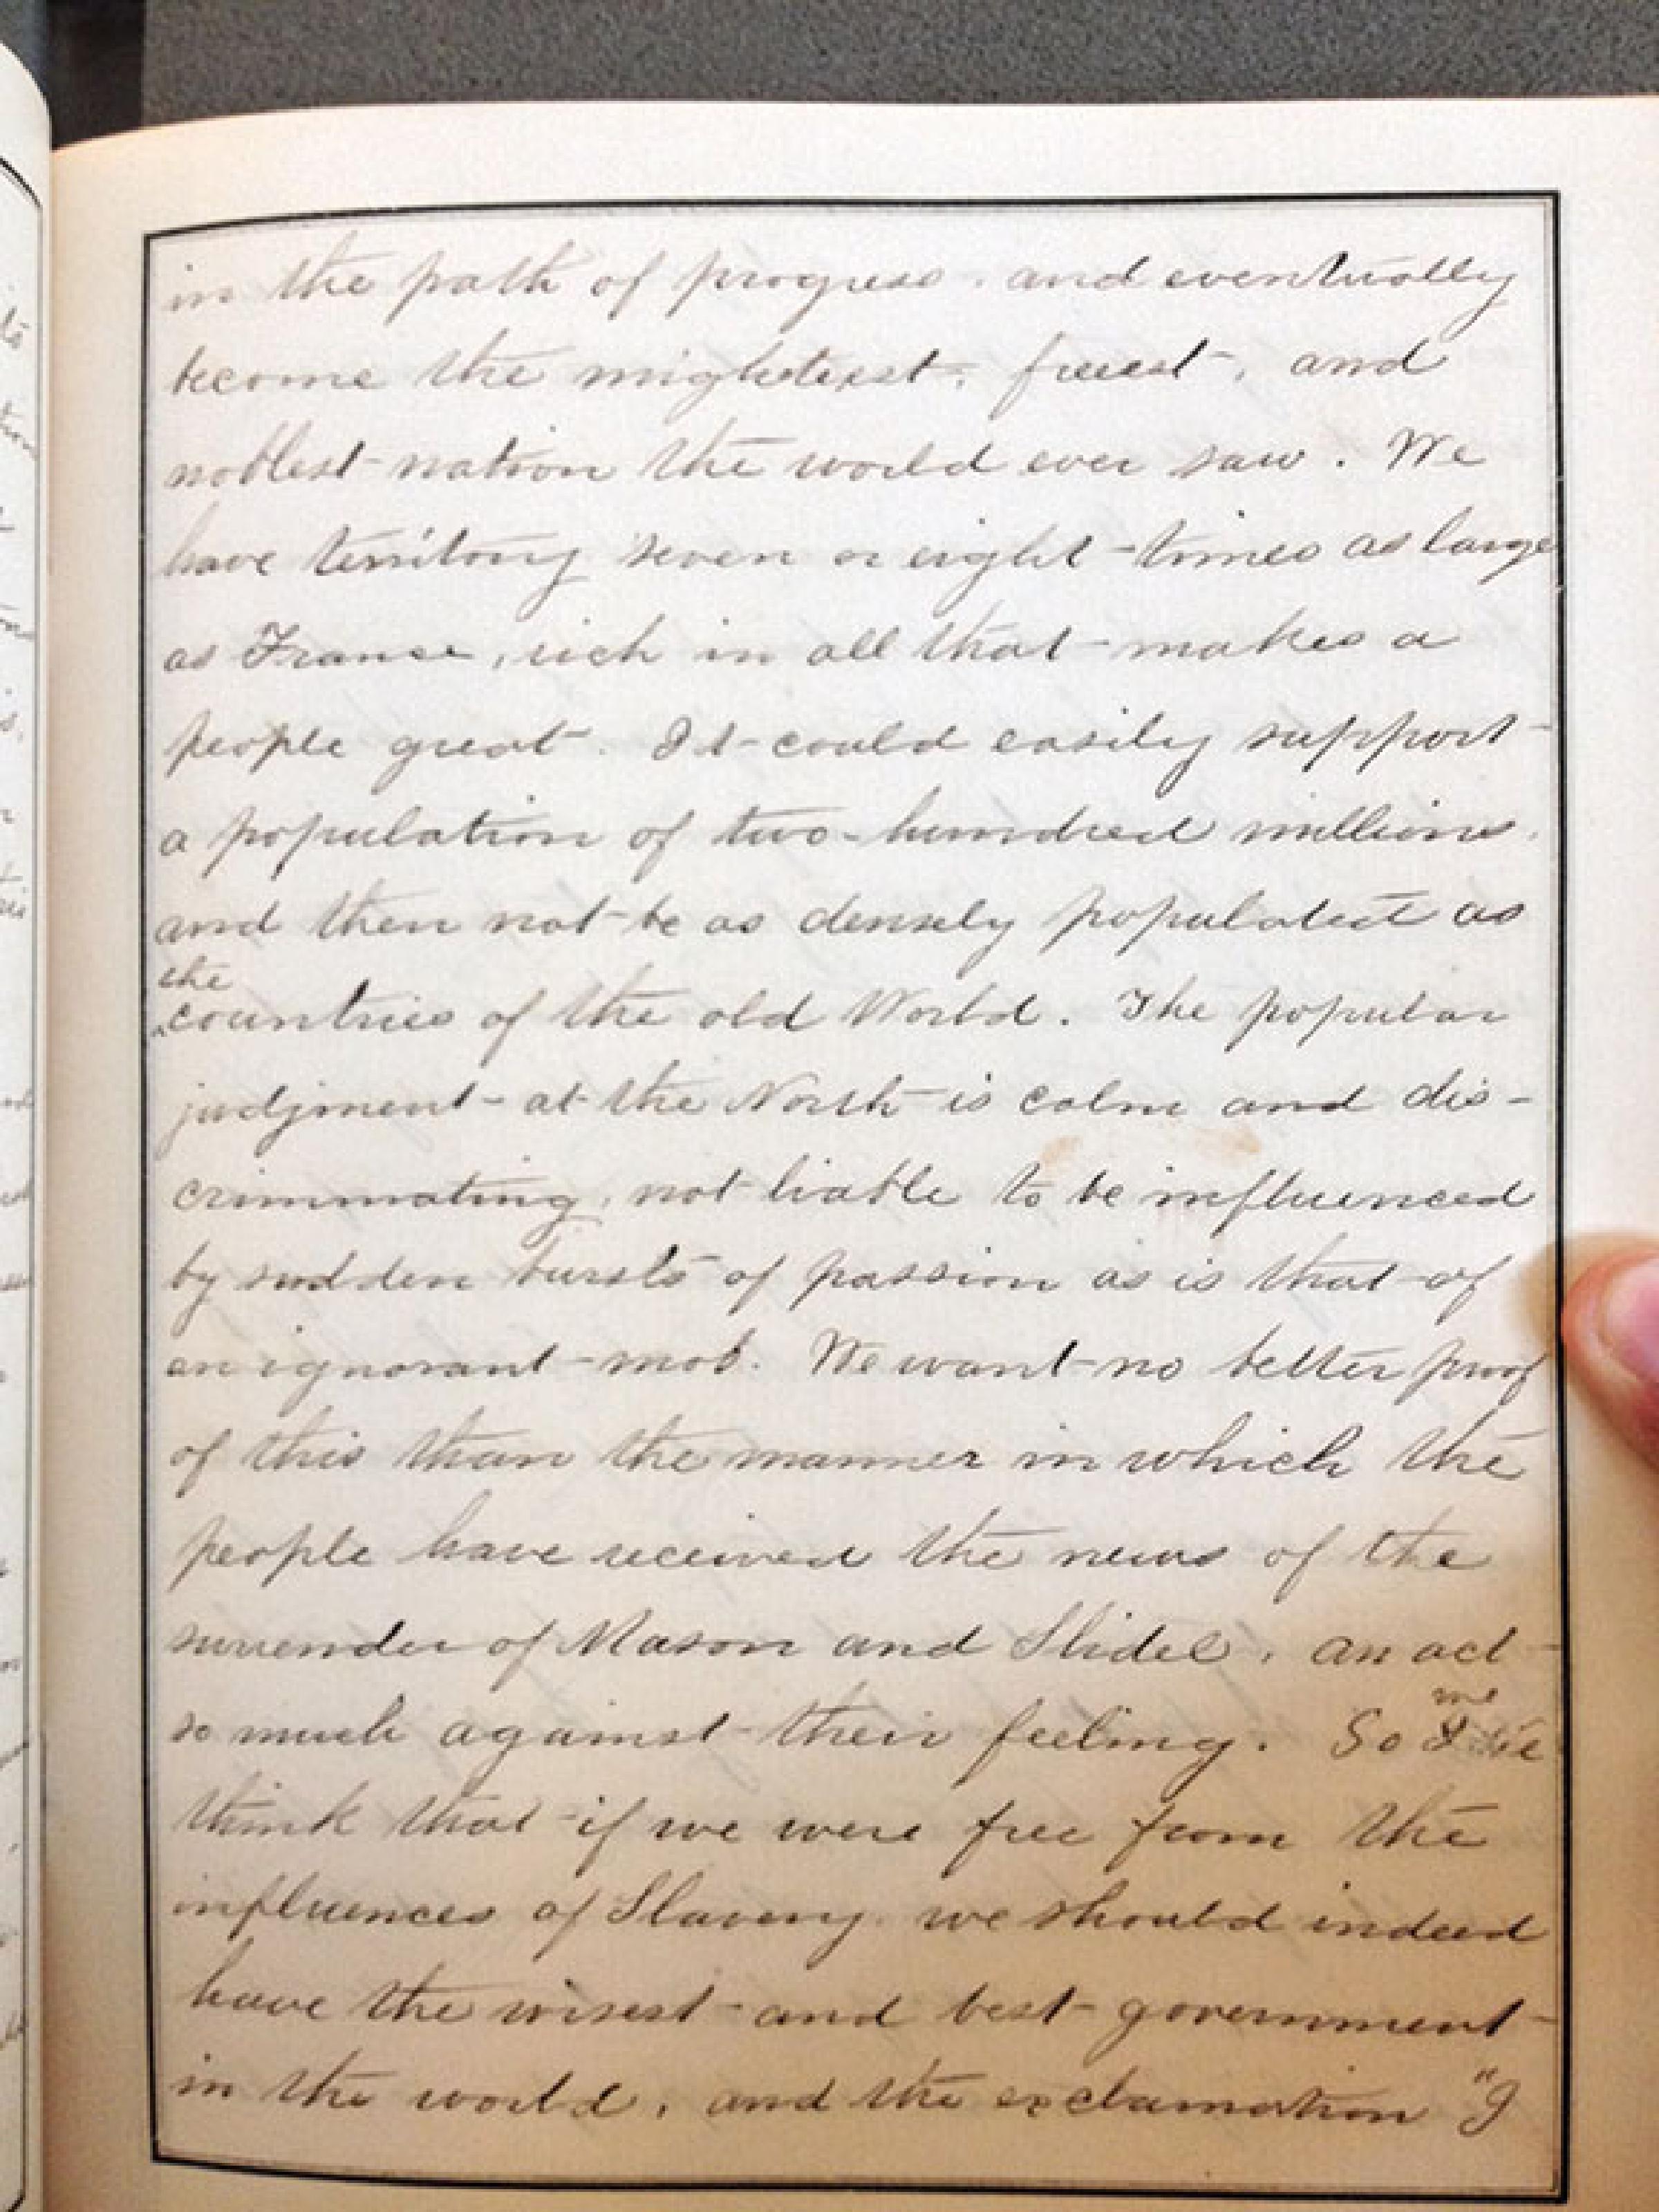 in the path of progress. and eventually
become the mightiest, freest, and
noblest nation the world ever saw. We
have territory seven or eight times as large
as France, rich in all that makes a
people great. It could easily support
a population of two-hundred millions.
and then not be as densely populated as
the
countries of the old World. The popular
judgment at the North is calm and dis-
criminating, not liable to be influenced
by sudden bursts of passion as is that of
an ignorant mob. We want no better proof
of this than the manner in which the
people have received the news of the
surrender of Mason and Slidel, an act
so much against their feeling. So
me
think that if we were free from the
influences of Slavery we should indeed
have the wisest and best government
in the world, and the exclamation "I